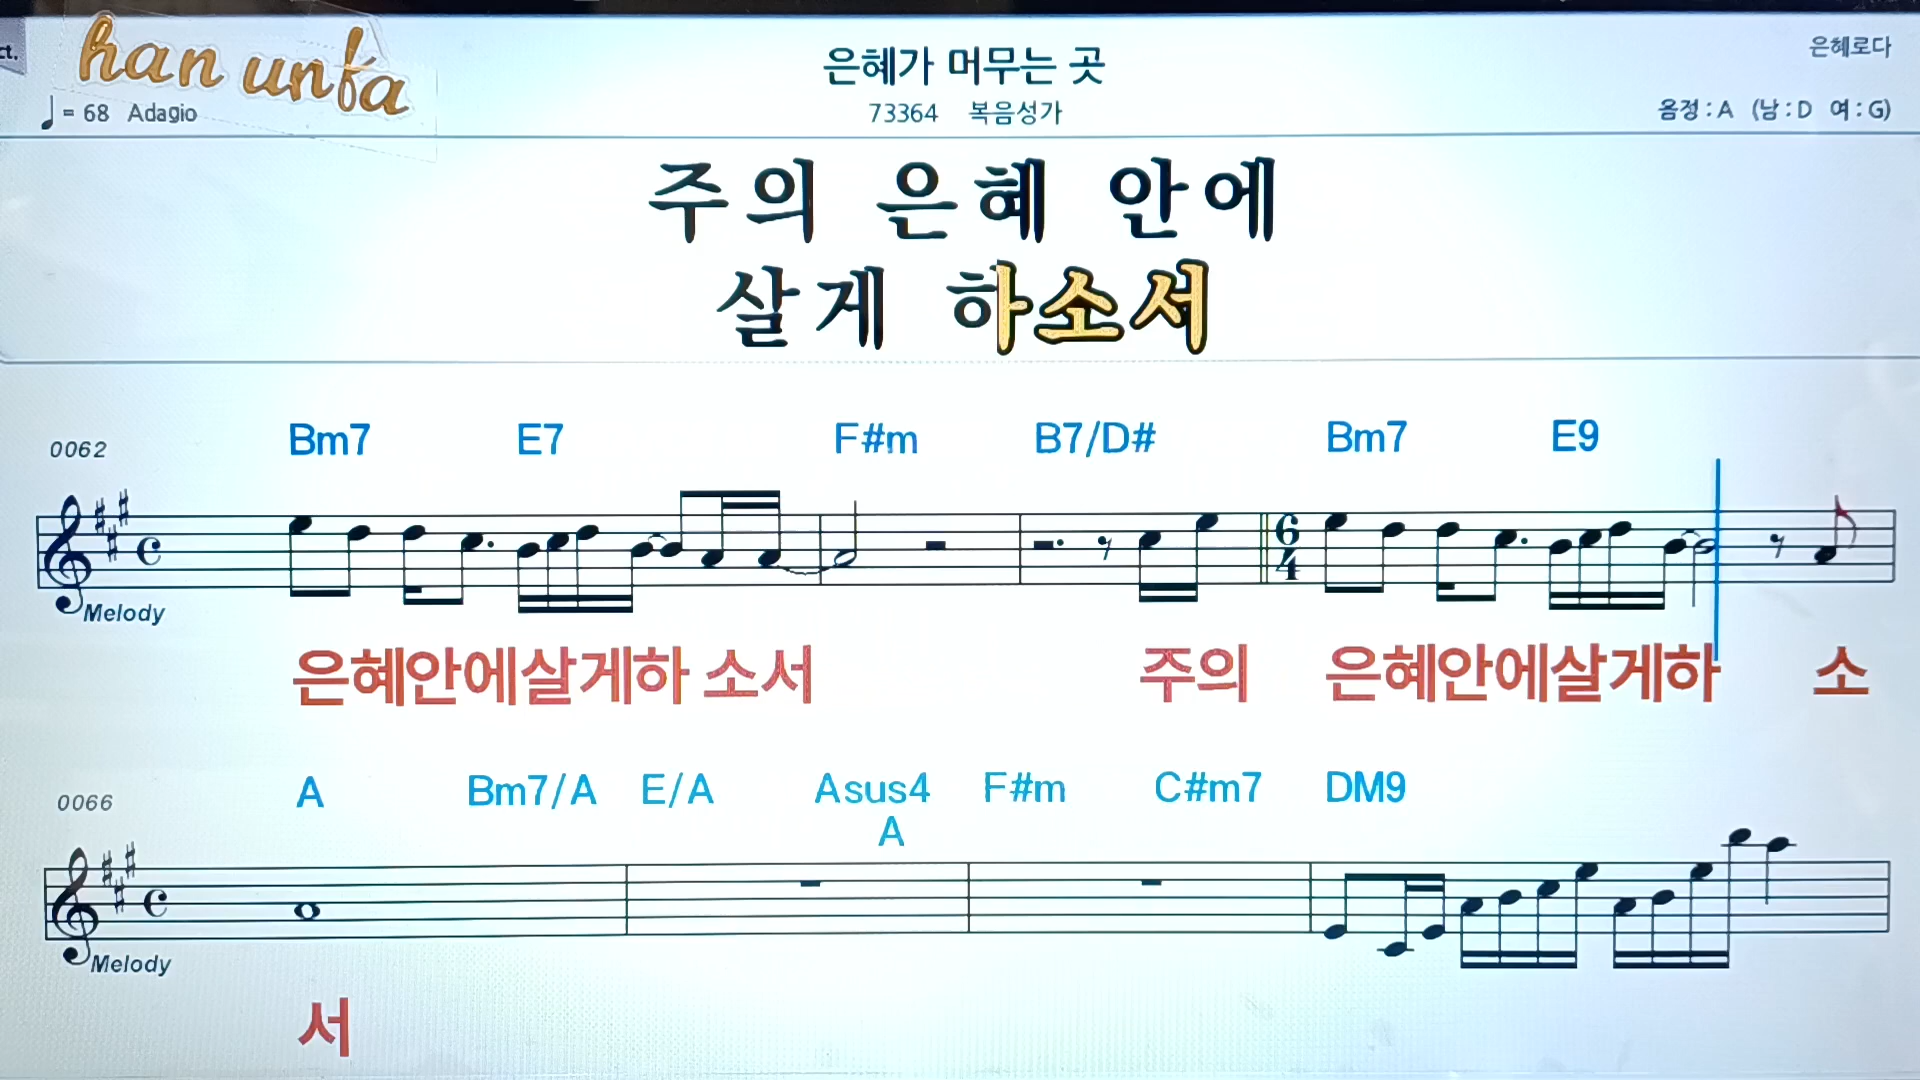 ct.
han unfa
은혜가 머무는 곳
은혜로다
♩= 68 Adagio
73364 복음성가
음정 : A (남 : D 여 : G)
주의 은혜 안에
살게 하소서
0062
Bm7 E7 F#m B7/D# Bm7 E9
6
4
Melody
은혜안에살게하 소서 주의 은혜안에살게하 소
0066
A Bm7/A E/A Asus4 F#m C#m7 DM9
A
Melody
서